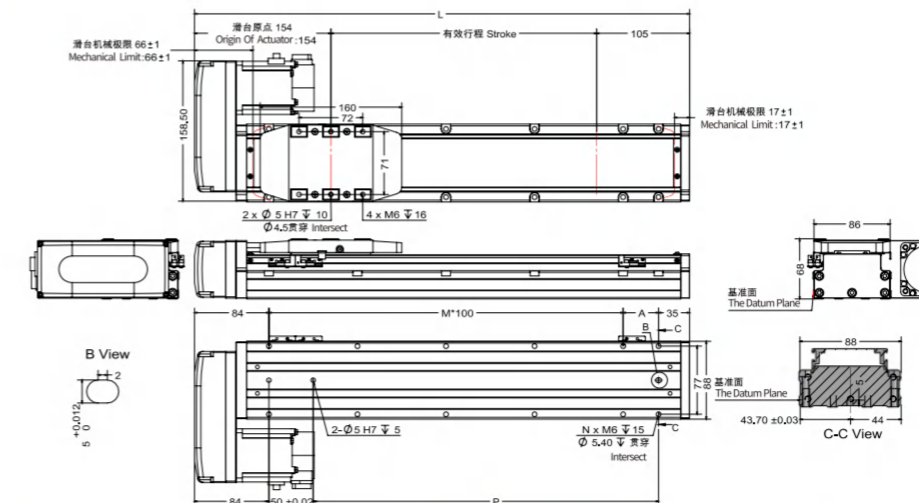 L
滑台原点 154
Origin Of Actuator :154
有效行程 Stroke
105
滑台机械极限 66±1
Mechanical Limit:66±1
158.50
160
72
71
滑台机械极限 17±1
Mechanical Limit :17±1
2 x Ø 5 H7 ↧ 10
Ø4.5贯穿 Intersect
4 x M6 ↧16
86
68
基准面
The Datum Plane
84
M*100
A
35
B
C
B View
2
+0.012
5 0
77
88
2-Ø5 H7 ↧ 5
N x M6 ↧15
Ø 5.40 ↧ 贯穿
Intersect
C
84
50 ±0.02
P
88
基准面
The Datum Plane
5
43.70 ±0.03
44
C-C View